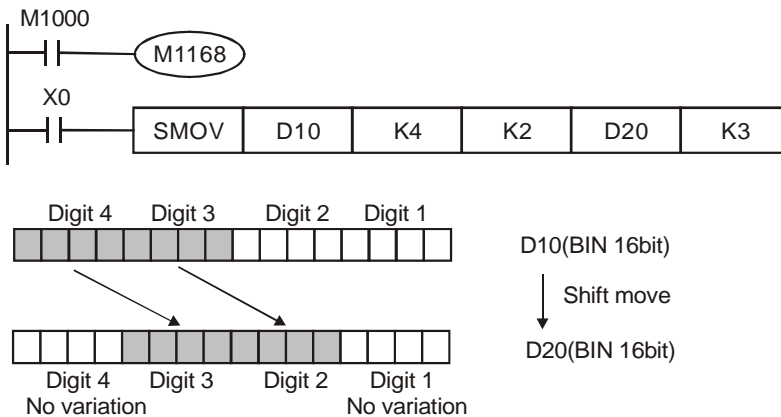 M1000
M1168
X0
SMOV D10 K4 K2 D20 K3
Digit 4 Digit 3 Digit 2 Digit 1
D10(BIN 16bit)
Shift move
D20(BIN 16bit)
Digit 4 Digit 3 Digit 2 Digit 1
No variation No variation